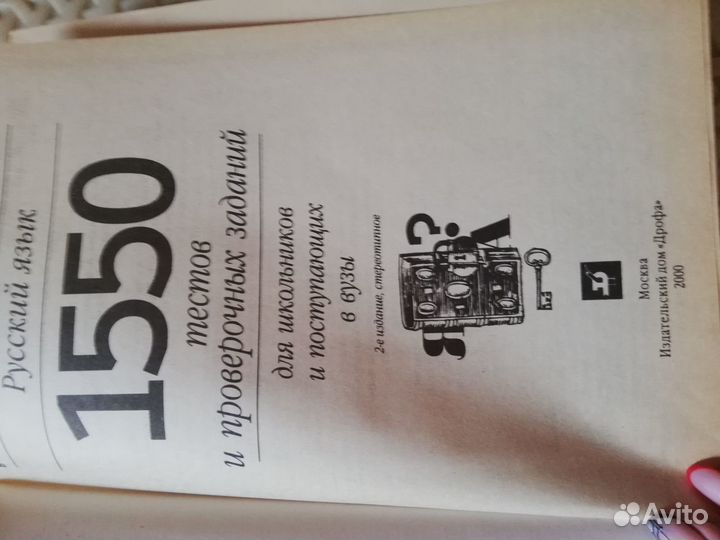 Русский язык
1550
тестов
и проверочных заданий
для школьников
и поступающих
в вузы
2-е издание, стереотипное
?
Я
Москва
Издательский дом «Дрофа»
2000
Avito